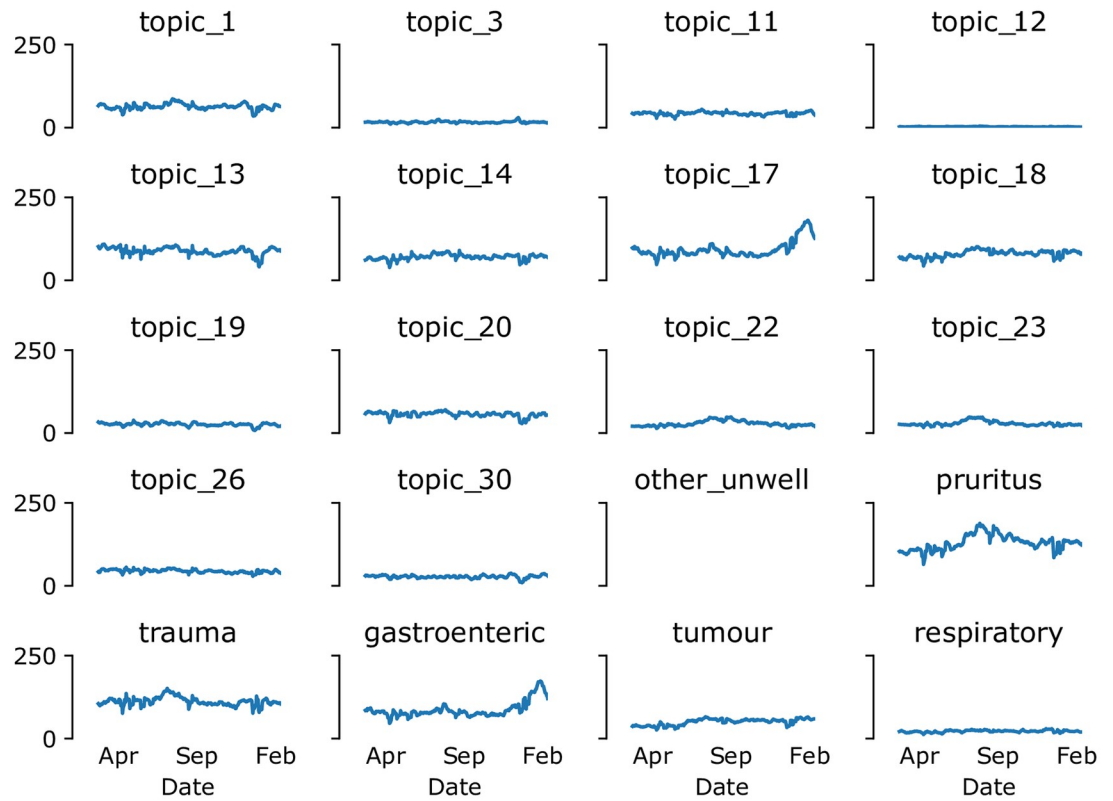 topic_1 topic_3 topic_11 topic_12
250
0
topic_13 topic_14 topic_17 topic_18
250
0
topic_19 topic_20 topic_22 topic_23
250
0
topic_26 topic_30 other_unwell pruritus
250
0
trauma gastroenteric tumour respiratory
250
0
Apr Sep Feb Apr Sep Feb Apr Sep Feb Apr Sep Feb
Date Date Date Date